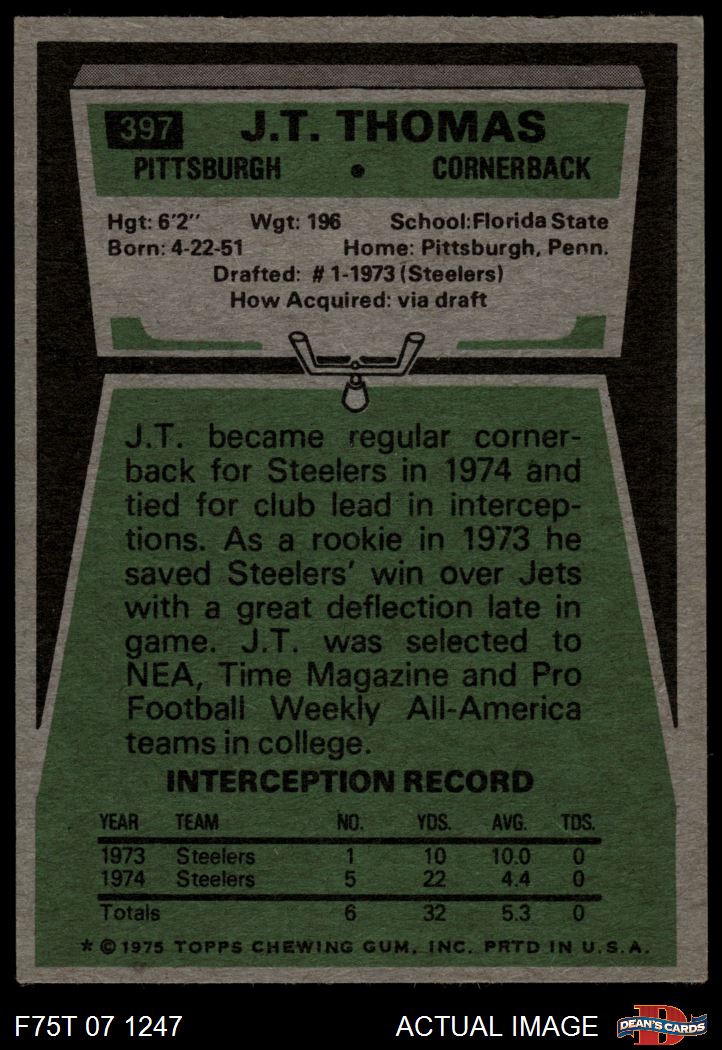 397 J.T. THOMAS
PITTSBURGH • CORNERBACK
Hgt: 6'2" Wgt: 196 School: Florida State
Born: 4-22-51 Home: Pittsburgh, Penn.
Drafted: #1-1973 (Steelers)
How Acquired: via draft
J.T. became regular corner-
back for Steelers in 1974 and
tied for club lead in intercep-
tions. As a rookie in 1973 he
saved Steelers' win over Jets
with a great deflection late in
game. J.T. was selected to
NEA, Time Magazine and Pro
Football Weekly All-America
teams in college.
INTERCEPTION RECORD
YEAR TEAM NO. YDS. AVG. TDS.
1973 Steelers 1 10 10.0 0
1974 Steelers 5 22 4.4 0
Totals 6 32 5.3 0
* © 1975 TOPPS CHEWING GUM, INC. PRTD IN U.S.A.
F75T 07 1247 ACTUAL IMAGE D DEAN'S CARDS